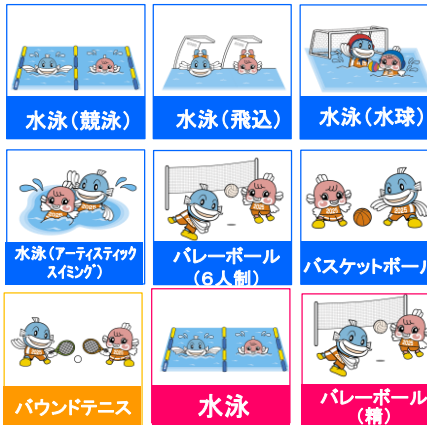 水泳（競泳）
水泳（飛込）
水泳（水球）
水泳（アーティスティック
スイミング）
バレーボール
（６人制）
バスケットボール
バウンドテニス
水泳
バレーボール
（精）